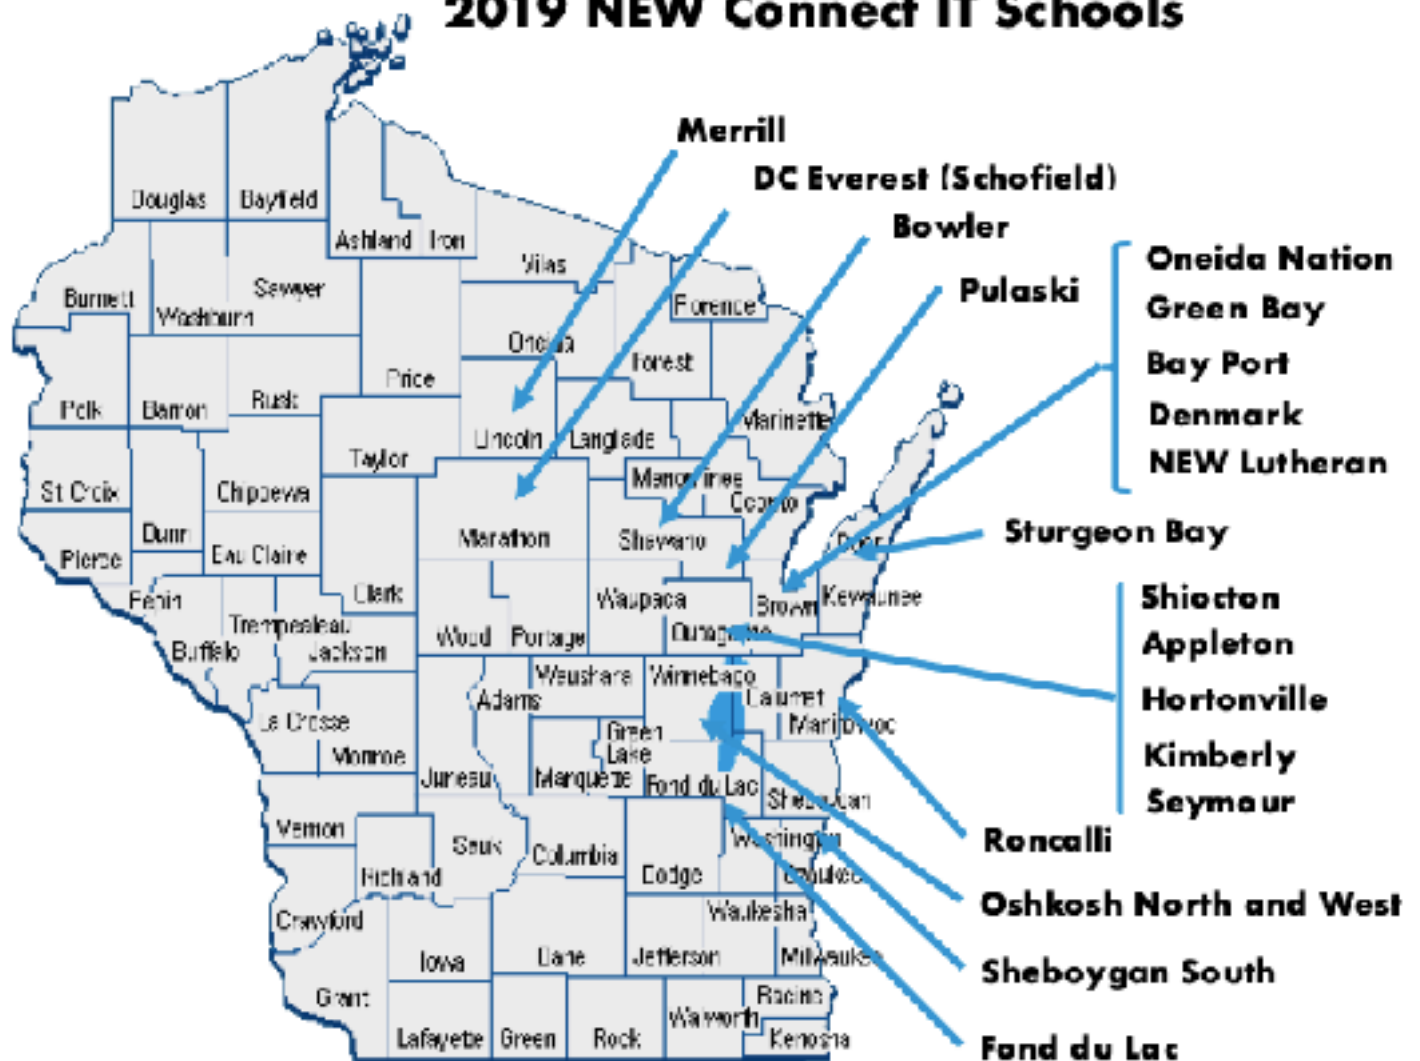 2019 NEW Connect IT Schools
Merrill
DC Everest (Schofield)
Bowler
Pulaski
Oneida Nation
Green Bay
Bay Port
Denmark
NEW Lutheran
Sturgeon Bay
Shiocton
Appleton
Hortonville
Kimberly
Seymour
Roncalli
Oshkosh North and West
Sheboygan South
Fond du Lac
Douglas
Bayfield
Ashland
Iron
Vilas
Burnett
Washburn
Sawyer
Florence
Oneida
Forest
Price
Polk
Barron
Rusk
Marinette
Lincoln
Langlade
Taylor
St Croix
Chippewa
Menominee
Oconto
Dunn
Marathon
Shawano
Door
Pierce
Eau Claire
Clark
Pepin
Waupaca
Brown
Kewaunee
Trempealeau
Wood
Portage
Outagamie
Buffalo
Jackson
Waushara
Winnebago
Adams
Calumet
Manitowoc
La Crosse
Monroe
Green
Lake
Juneau
Marquette
Fond du Lac
Sheboygan
Vernon
Sauk
Columbia
Washington
Richland
Dodge
Ozaukee
Crawford
Waukesha
Iowa
Dane
Jefferson
Milwaukee
Grant
Racine
Lafayette
Green
Rock
Walworth
Kenosha